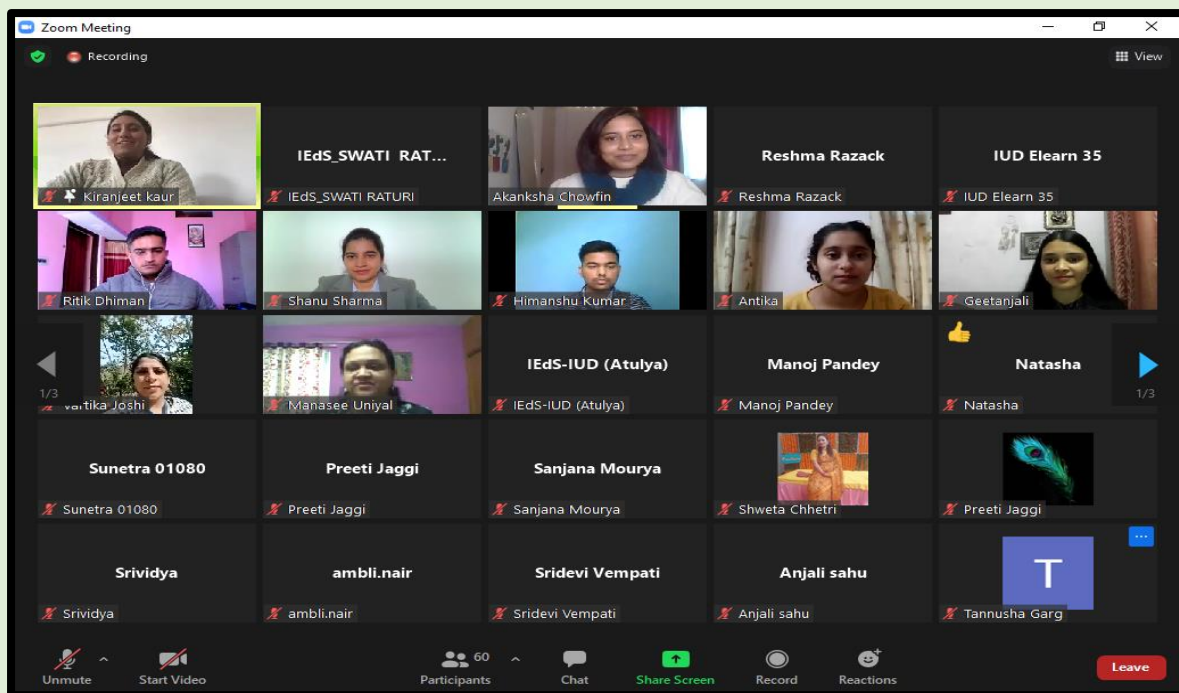 Zoom Meeting
Recording
View
Kiranjeet kaur
IEdS_SWATI RAT...
IEdS_SWATI RATURI
Akanksha Chowfin
Reshma Razack
Reshma Razack
IUD Elearn 35
IUD Elearn 35
Ritik Dhiman
Shanu Sharma
Himanshu Kumar
Antika
Geetanjali
1/3
Vartika Joshi
Manasee Uniyal
IEdS-IUD (Atulya)
IEdS-IUD (Atulya)
Manoj Pandey
Manoj Pandey
Natasha
Natasha
1/3
Sunetra 01080
Sunetra 01080
Preeti Jaggi
Preeti Jaggi
Sanjana Mourya
Sanjana Mourya
Shweta Chhetri
Preeti Jaggi
Srividya
Srividya
ambli.nair
ambli.nair
Sridevi Vempati
Sridevi Vempati
Anjali sahu
Anjali sahu
T
Tannusha Garg
Unmute
Start Video
60
Participants
Chat
Share Screen
Record
Reactions
Leave